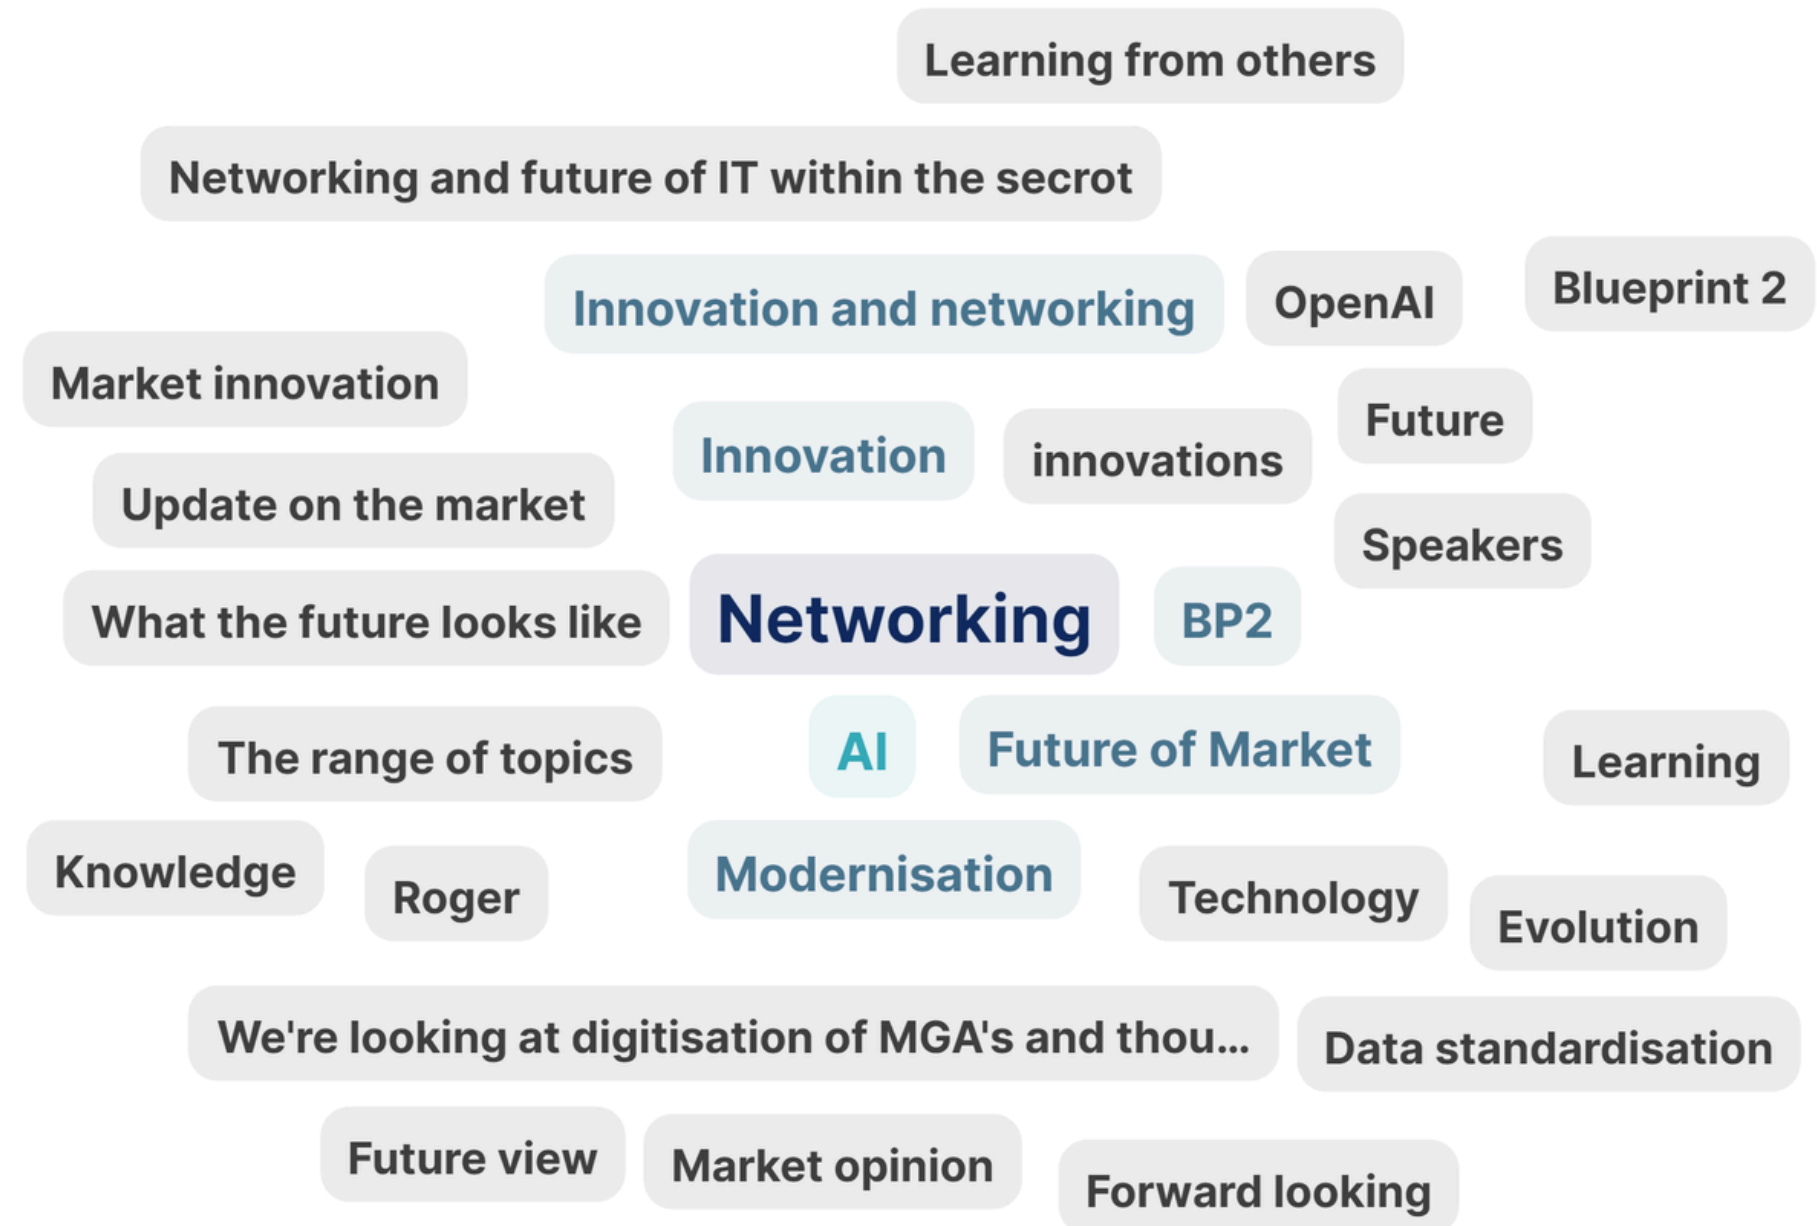 Learning from others
Networking and future of IT within the secrot
Innovation and networking
OpenAI
Blueprint 2
Market innovation
Innovation
innovations
Future
Update on the market
Speakers
What the future looks like
Networking
BP2
The range of topics
AI
Future of Market
Learning
Knowledge
Roger
Modernisation
Technology
Evolution
We're looking at digitisation of MGA's and thou...
Data standardisation
Future view
Market opinion
Forward looking